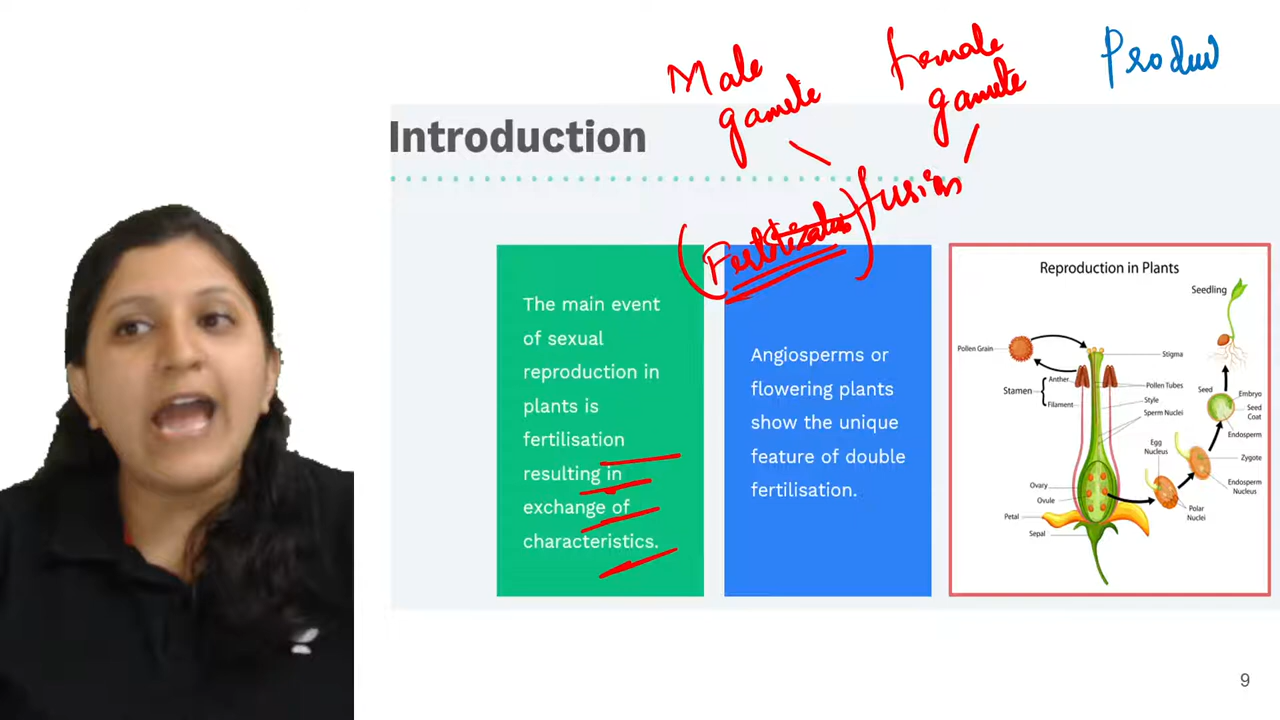 Male
gamete
female
gamete
Produ
Introduction
fusion
(Fertilization)
The main event
of sexual
reproduction in
plants is
fertilisation
resulting in
exchange of
characteristics.
Angiosperms or
flowering plants
show the unique
feature of double
fertilisation.
Reproduction in Plants
Seedling
Pollen Grain
Stigma
Stamen
Anther
Filament
Pollen Tubes
Style
Sperm Nuclei
Seed
Embryo
Seed
Coat
Endosperm
Egg
Nucleus
Zygote
Endosperm
Nucleus
Polar
Nuclei
Ovary
Ovule
Petal
Sepal
9